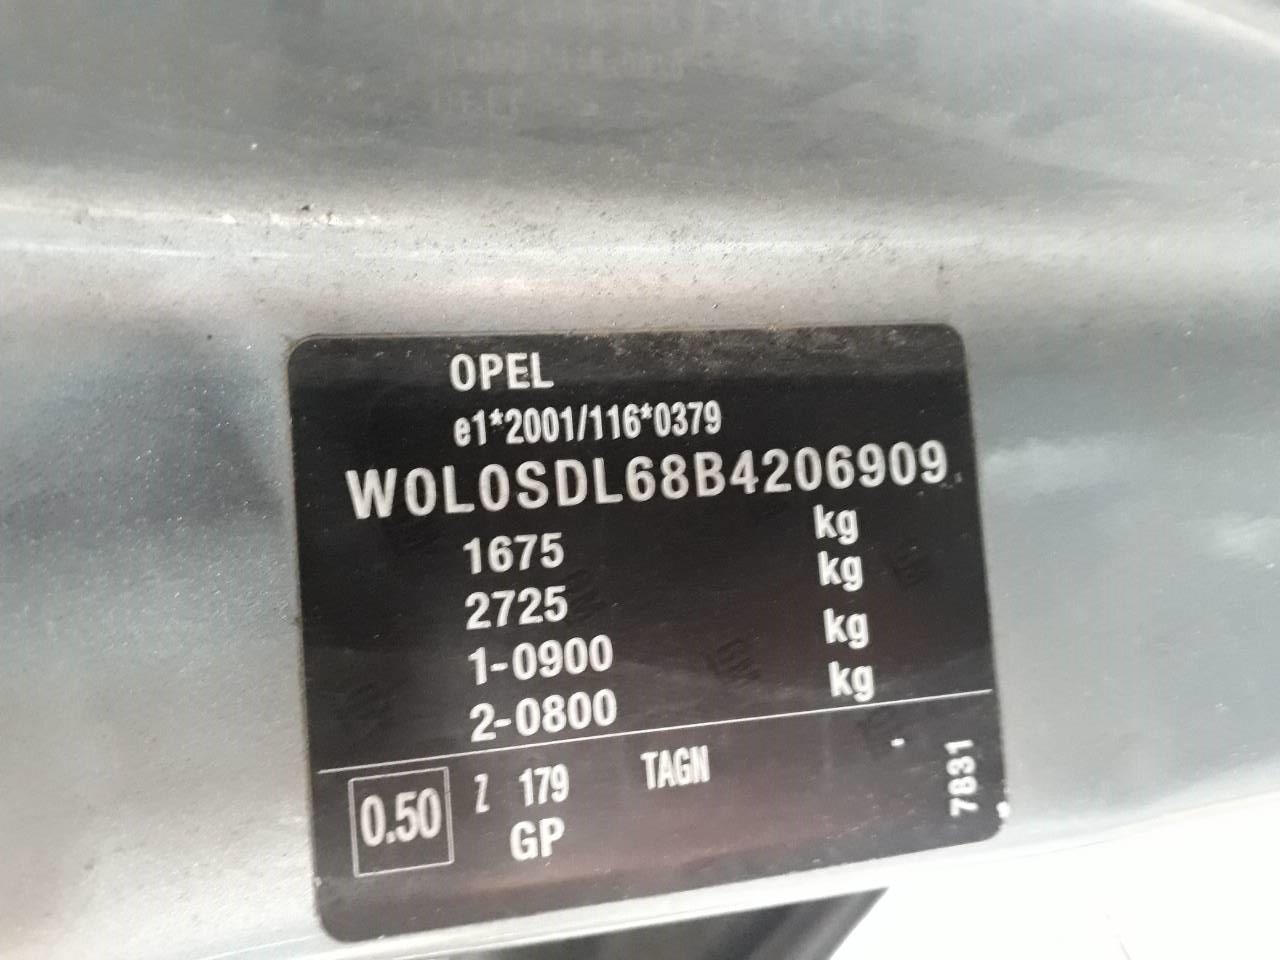 OPEL
e1*2001/116*0379
W0L0SDL68B4206909
1675 kg
2725 kg
1-0900 kg
2-0800 kg
0.50 Z 179 TAGN
GP
7831